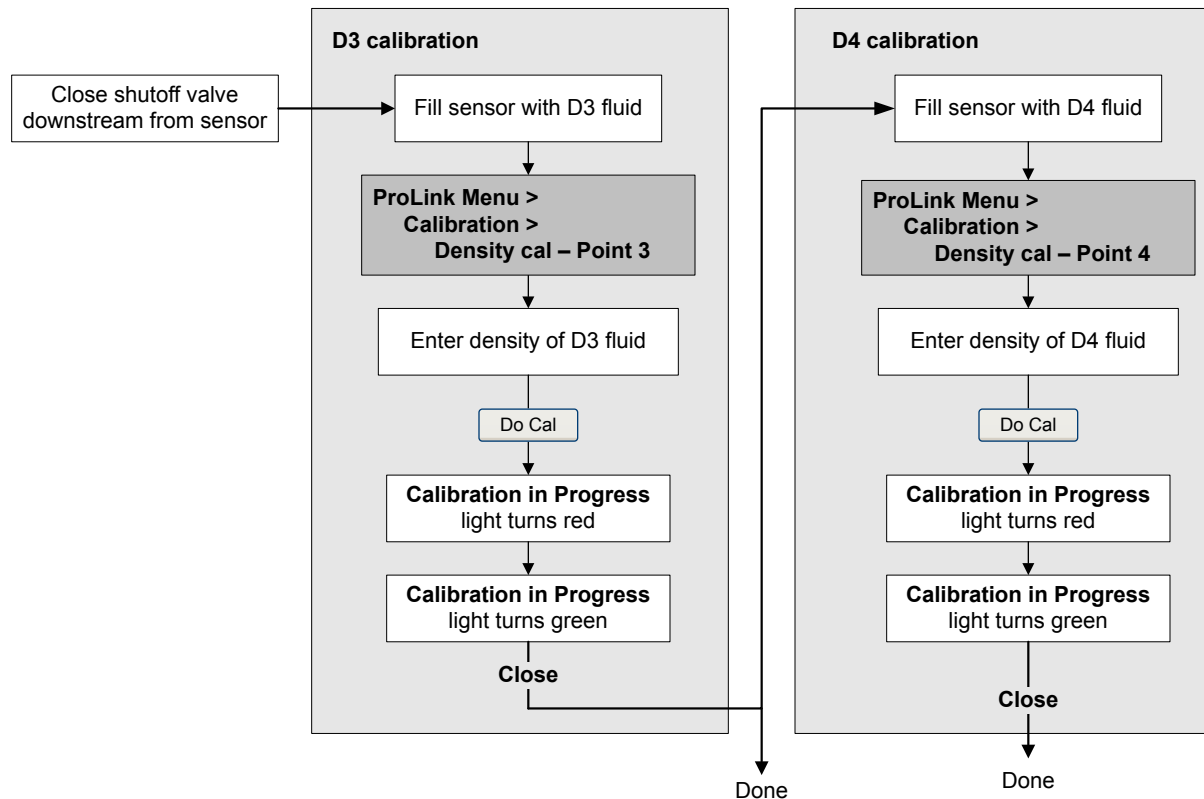 Close shutoff valve
downstream from sensor
D3 calibration
Fill sensor with D3 fluid
ProLink Menu >
Calibration >
Density cal – Point 3
Enter density of D3 fluid
Do Cal
Calibration in Progress
light turns red
Calibration in Progress
light turns green
Close
Done
D4 calibration
Fill sensor with D4 fluid
ProLink Menu >
Calibration >
Density cal – Point 4
Enter density of D4 fluid
Do Cal
Calibration in Progress
light turns red
Calibration in Progress
light turns green
Close
Done